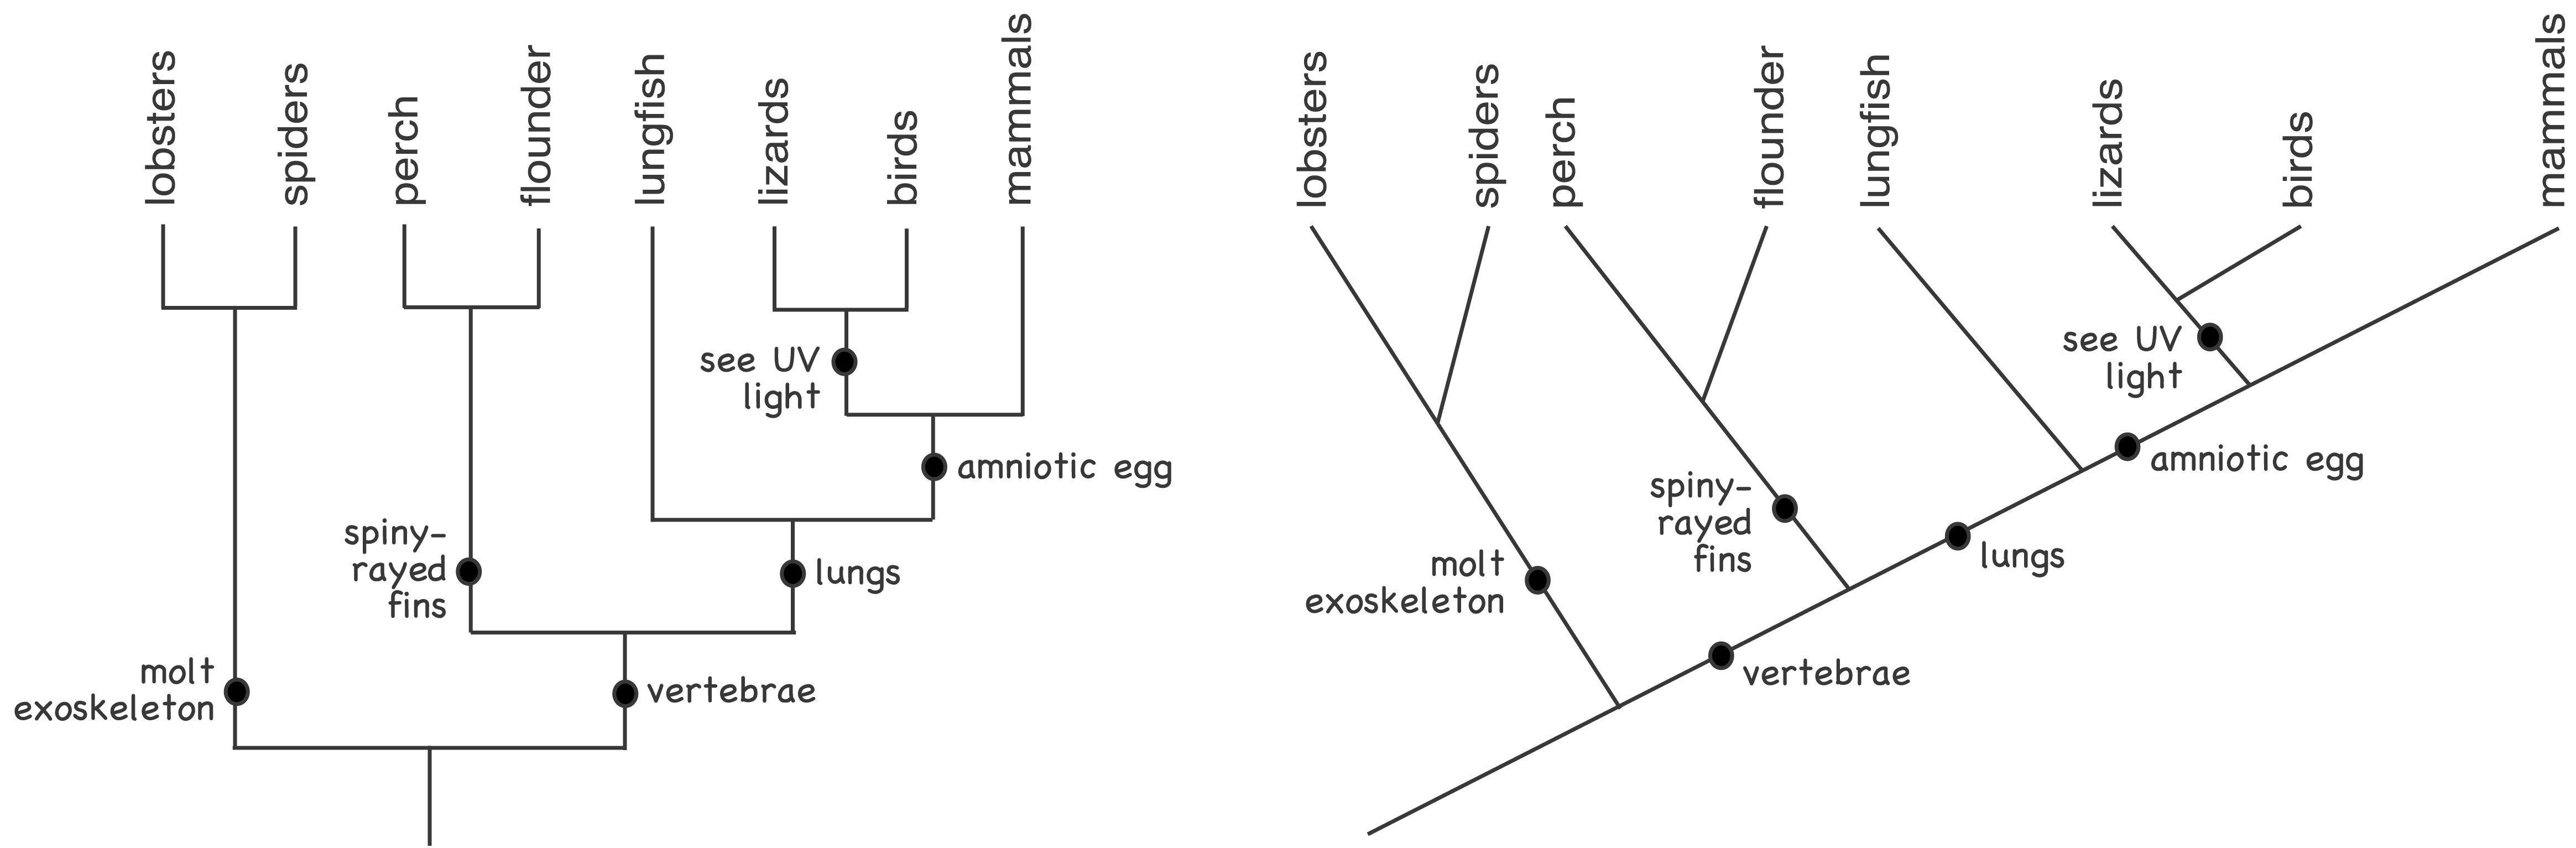 lobsters
spiders
perch
flounder
lungfish
lizards
birds
mammals
see UV
light
amniotic egg
spiny-
rayed
fins
lungs
molt
exoskeleton
vertebrae
lobsters
spiders
perch
flounder
lungfish
lizards
birds
mammals
see UV
light
amniotic egg
spiny-
rayed
fins
lungs
molt
exoskeleton
vertebrae